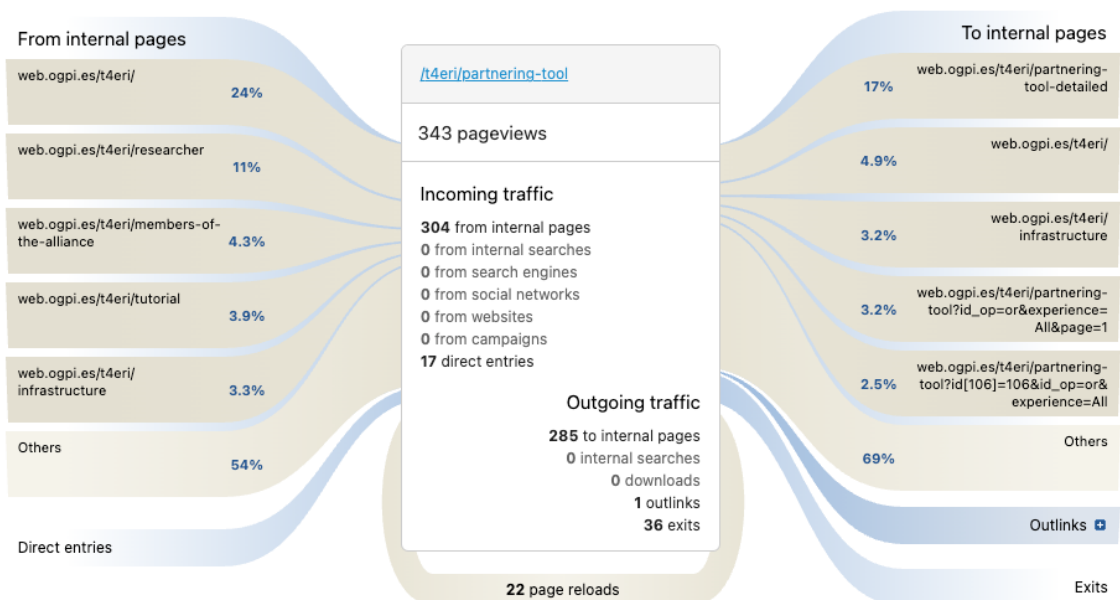 From internal pages
web.ogpi.es/t4eri/
24%
web.ogpi.es/t4eri/researcher
11%
web.ogpi.es/t4eri/members-of-
the-alliance
4.3%
web.ogpi.es/t4eri/tutorial
3.9%
web.ogpi.es/t4eri/
infrastructure
3.3%
Others
54%
Direct entries
/t4eri/partnering-tool
343 pageviews
Incoming traffic
304 from internal pages
0 from internal searches
0 from search engines
0 from social networks
0 from websites
0 from campaigns
17 direct entries
Outgoing traffic
285 to internal pages
0 internal searches
0 downloads
1 outlinks
36 exits
22 page reloads
To internal pages
web.ogpi.es/t4eri/partnering-
tool-detailed
17%
web.ogpi.es/t4eri/
4.9%
web.ogpi.es/t4eri/
infrastructure
3.2%
web.ogpi.es/t4eri/partnering-
tool?id_op=or&experience=
All&page=1
3.2%
web.ogpi.es/t4eri/partnering-
tool?id[106]=106&id_op=or&
experience=All
2.5%
Others
69%
Outlinks
Exits